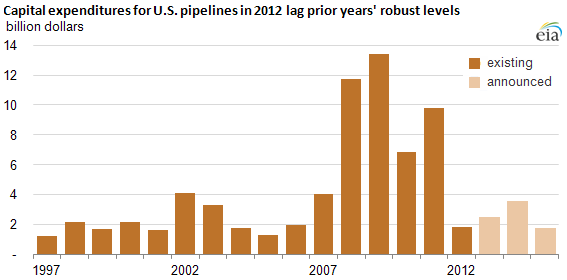 Capital expenditures for U.S. pipelines in 2012 lag prior years' robust levels
billion dollars
eia
14
existing
announced
12
10
8
6
4
2
-
1997 2002 2007 2012